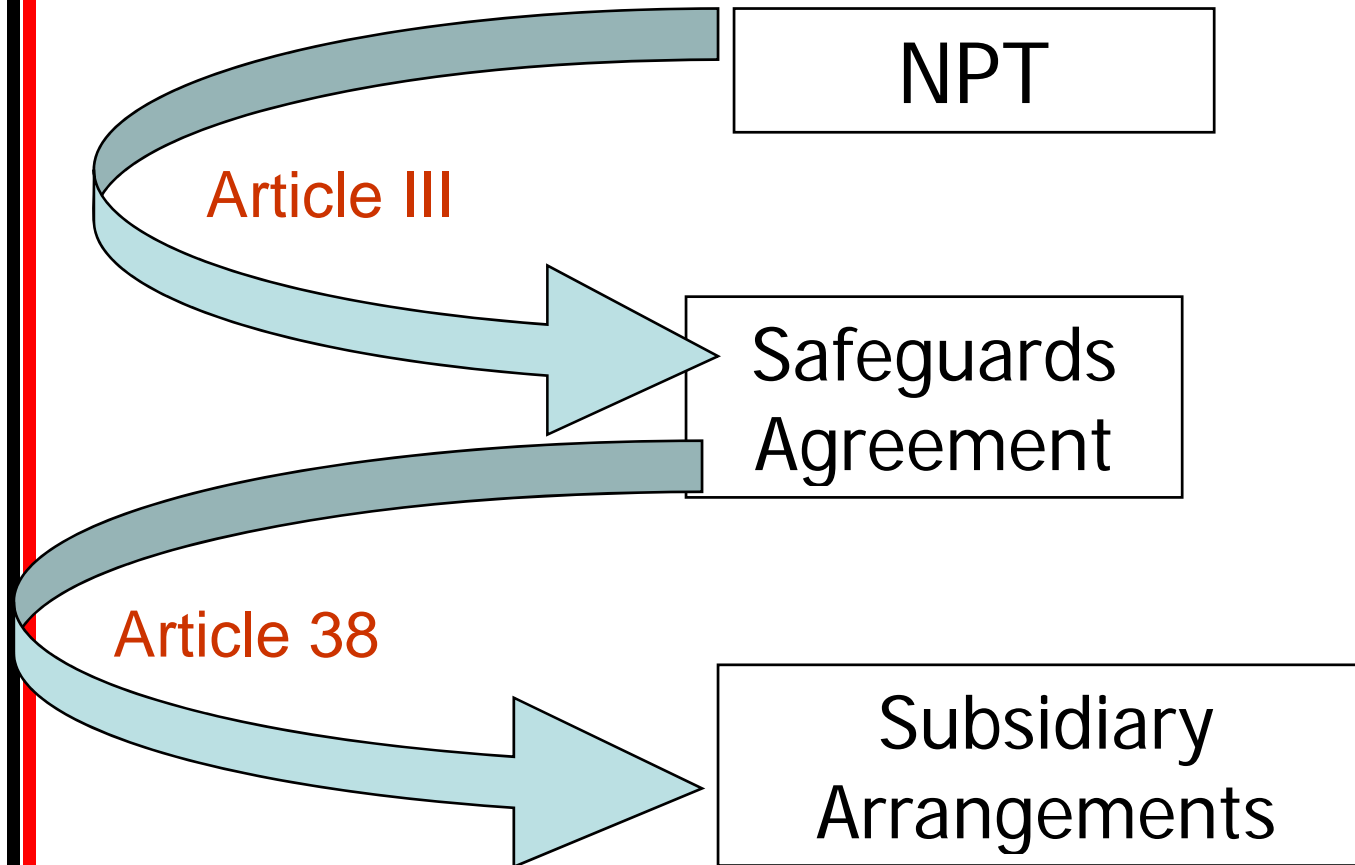 NPT
Article III
Safeguards
Agreement
Article 38
Subsidiary
Arrangements